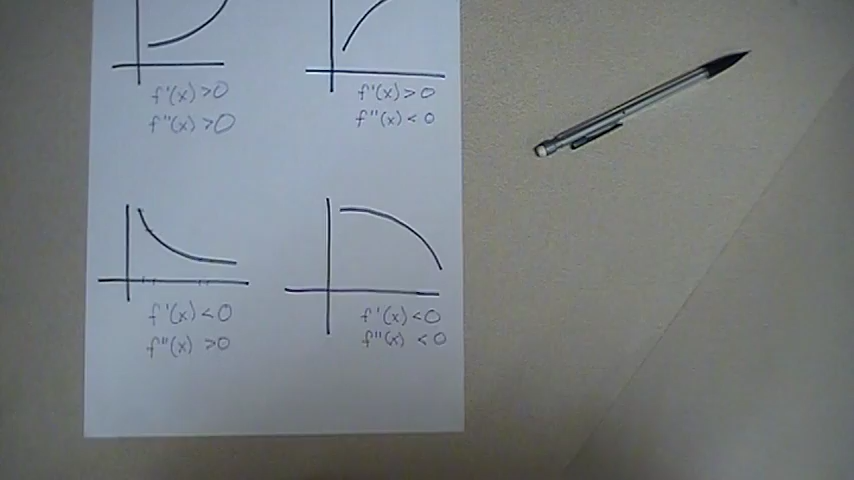 f'(x) > 0
f"(x) > 0
f'(x) > 0
f"(x) < 0
f'(x) < 0
f"(x) > 0
f'(x) < 0
f"(x) < 0